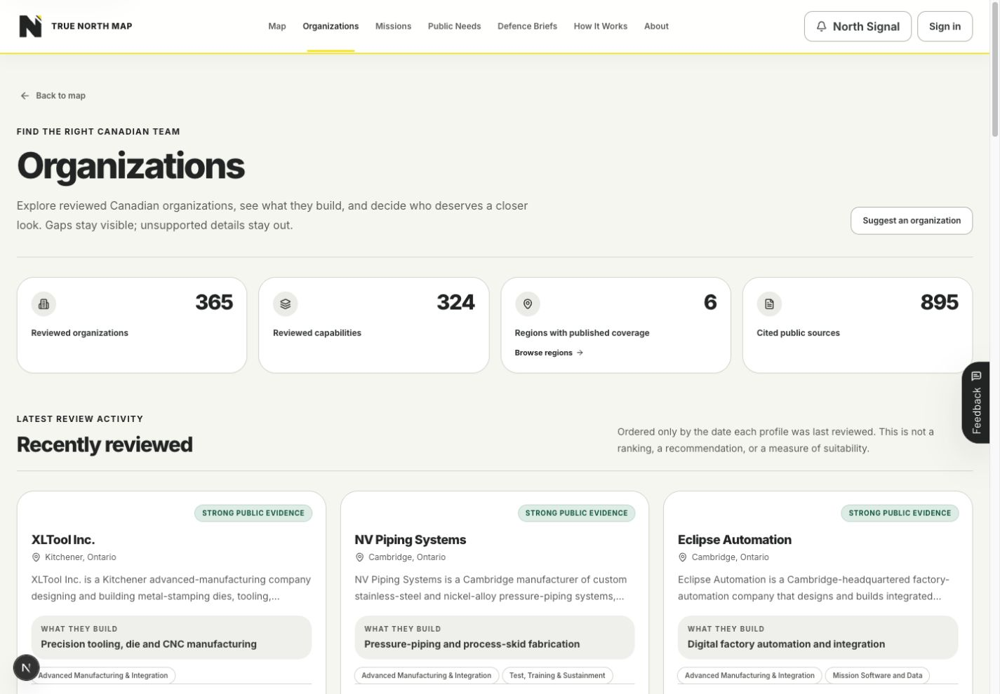 TRUE NORTH MAP
Map
Organizations
Missions
Public Needs
Defence Briefs
How It Works
About
North Signal
Sign in
Back to map
FIND THE RIGHT CANADIAN TEAM
Organizations
Explore reviewed Canadian organizations, see what they build, and decide who deserves a closer
look. Gaps stay visible; unsupported details stay out.
Suggest an organization
365
Reviewed organizations
324
Reviewed capabilities
6
Regions with published coverage
Browse regions →
895
Cited public sources
Feedback
LATEST REVIEW ACTIVITY
Recently reviewed
Ordered only by the date each profile was last reviewed. This is not a
ranking, a recommendation, or a measure of suitability.
STRONG PUBLIC EVIDENCE
XLTool Inc.
Kitchener, Ontario
XLTool Inc. is a Kitchener advanced-manufacturing company
designing and building metal-stamping dies, tooling,...
WHAT THEY BUILD
Precision tooling, die and CNC manufacturing
Advanced Manufacturing & Integration
STRONG PUBLIC EVIDENCE
NV Piping Systems
Cambridge, Ontario
NV Piping Systems is a Cambridge manufacturer of custom
stainless-steel and nickel-alloy pressure-piping systems,...
WHAT THEY BUILD
Pressure-piping and process-skid fabrication
Advanced Manufacturing & Integration
Test, Training & Sustainment
STRONG PUBLIC EVIDENCE
Eclipse Automation
Cambridge, Ontario
Eclipse Automation is a Cambridge-headquartered factory-
automation company that designs and builds integrated...
WHAT THEY BUILD
Digital factory automation and integration
Advanced Manufacturing & Integration
Mission Software and Data
N